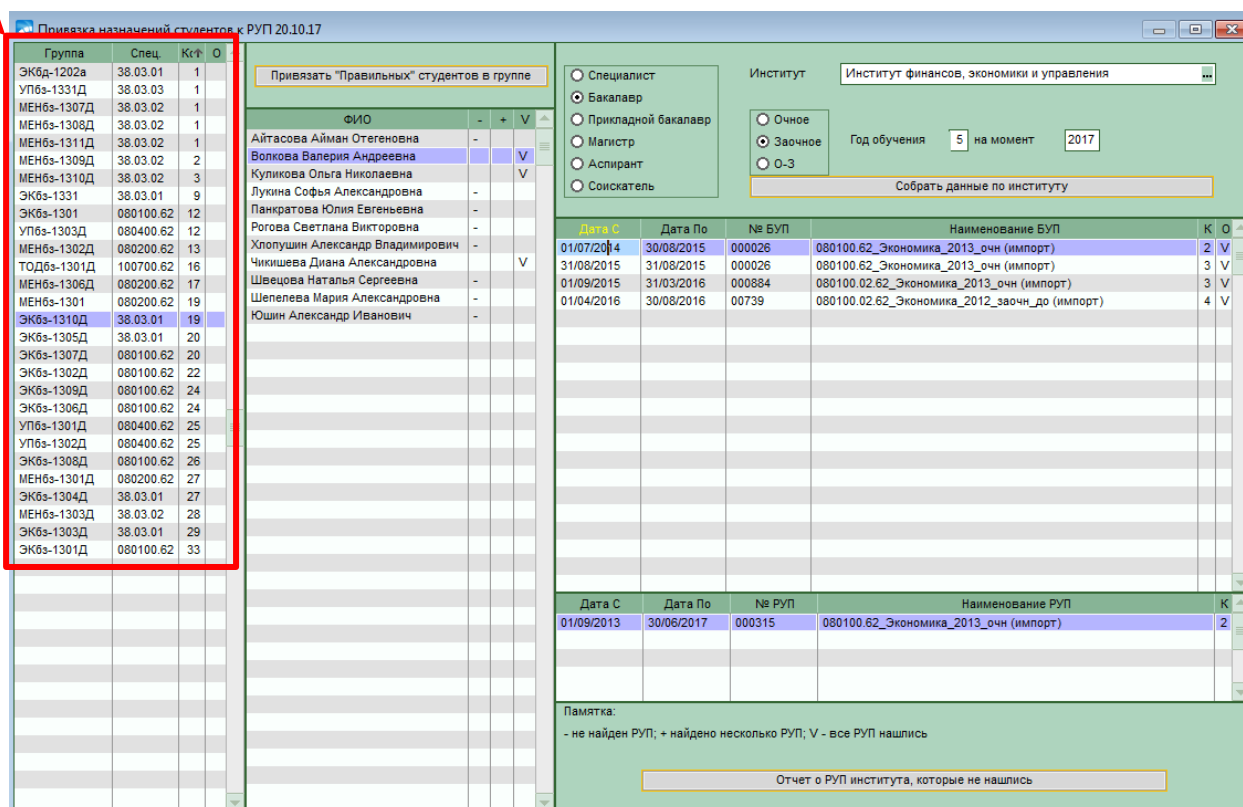 Привязка назначений студентов к РУП 20.10.17
Группа Спец. Кс О
ЭКбд-1202а 38.03.01 1
УПбз-1331Д 38.03.03 1
МЕНбз-1307Д 38.03.02 1
МЕНбз-1308Д 38.03.02 1
МЕНбз-1311Д 38.03.02 1
МЕНбз-1309Д 38.03.02 2
МЕНбз-1310Д 38.03.02 3
ЭКбз-1331 38.03.01 9
ЭКбз-1301 080100.62 12
УПбз-1303Д 080400.62 12
МЕНбз-1302Д 080200.62 13
ТОДбз-1301Д 100700.62 16
МЕНбз-1306Д 080200.62 17
МЕНбз-1301 080200.62 19
ЭКбз-1310Д 38.03.01 19
ЭКбз-1305Д 38.03.01 20
ЭКбз-1307Д 080100.62 20
ЭКбз-1302Д 080100.62 22
ЭКбз-1309Д 080100.62 24
ЭКбз-1306Д 080100.62 24
УПбз-1301Д 080400.62 25
УПбз-1302Д 080400.62 25
ЭКбз-1308Д 080100.62 26
МЕНбз-1301Д 080200.62 27
ЭКбз-1304Д 38.03.01 27
МЕНбз-1303Д 38.03.02 28
ЭКбз-1303Д 38.03.01 29
ЭКбз-1301Д 080100.62 33
Привязать "Правильных" студентов в группе
ФИО - + V
Айтасова Айман Отегеновна -
Волкова Валерия Андреевна V
Куликова Ольга Николаевна V
Лукина Софья Александровна -
Панкратова Юлия Евгеньевна -
Рогова Светлана Викторовна -
Хлопушин Александр Владимирович -
Чикишева Диана Александровна V
Швецова Наталья Сергеевна -
Шепелева Мария Александровна -
Юшин Александр Иванович -
Специалист
Бакалавр
Прикладной бакалавр
Магистр
Аспирант
Соискатель
Институт Институт финансов, экономики и управления ...
Очное
Заочное
О-З
Год обучения 5 на момент 2017
Собрать данные по институту
Дата С Дата По № БУП Наименование БУП К О
01/07/2014 30/08/2015 000026 080100.62_Экономика_2013_очн (импорт) 2 V
31/08/2015 31/08/2015 000026 080100.62_Экономика_2013_очн (импорт) 3 V
01/09/2015 31/03/2016 000884 080100.02.62_Экономика_2013_очн (импорт) 3 V
01/04/2016 30/08/2016 00739 080100.02.62_Экономика_2012_заочн_до (импорт) 4 V
Дата С Дата По № РУП Наименование РУП К
01/09/2013 30/06/2017 000315 080100.62_Экономика_2013_очн (импорт) 2
Памятка:
- не найден РУП; + найдено несколько РУП; V - все РУП нашлись
Отчет о РУП института, которые не нашлись